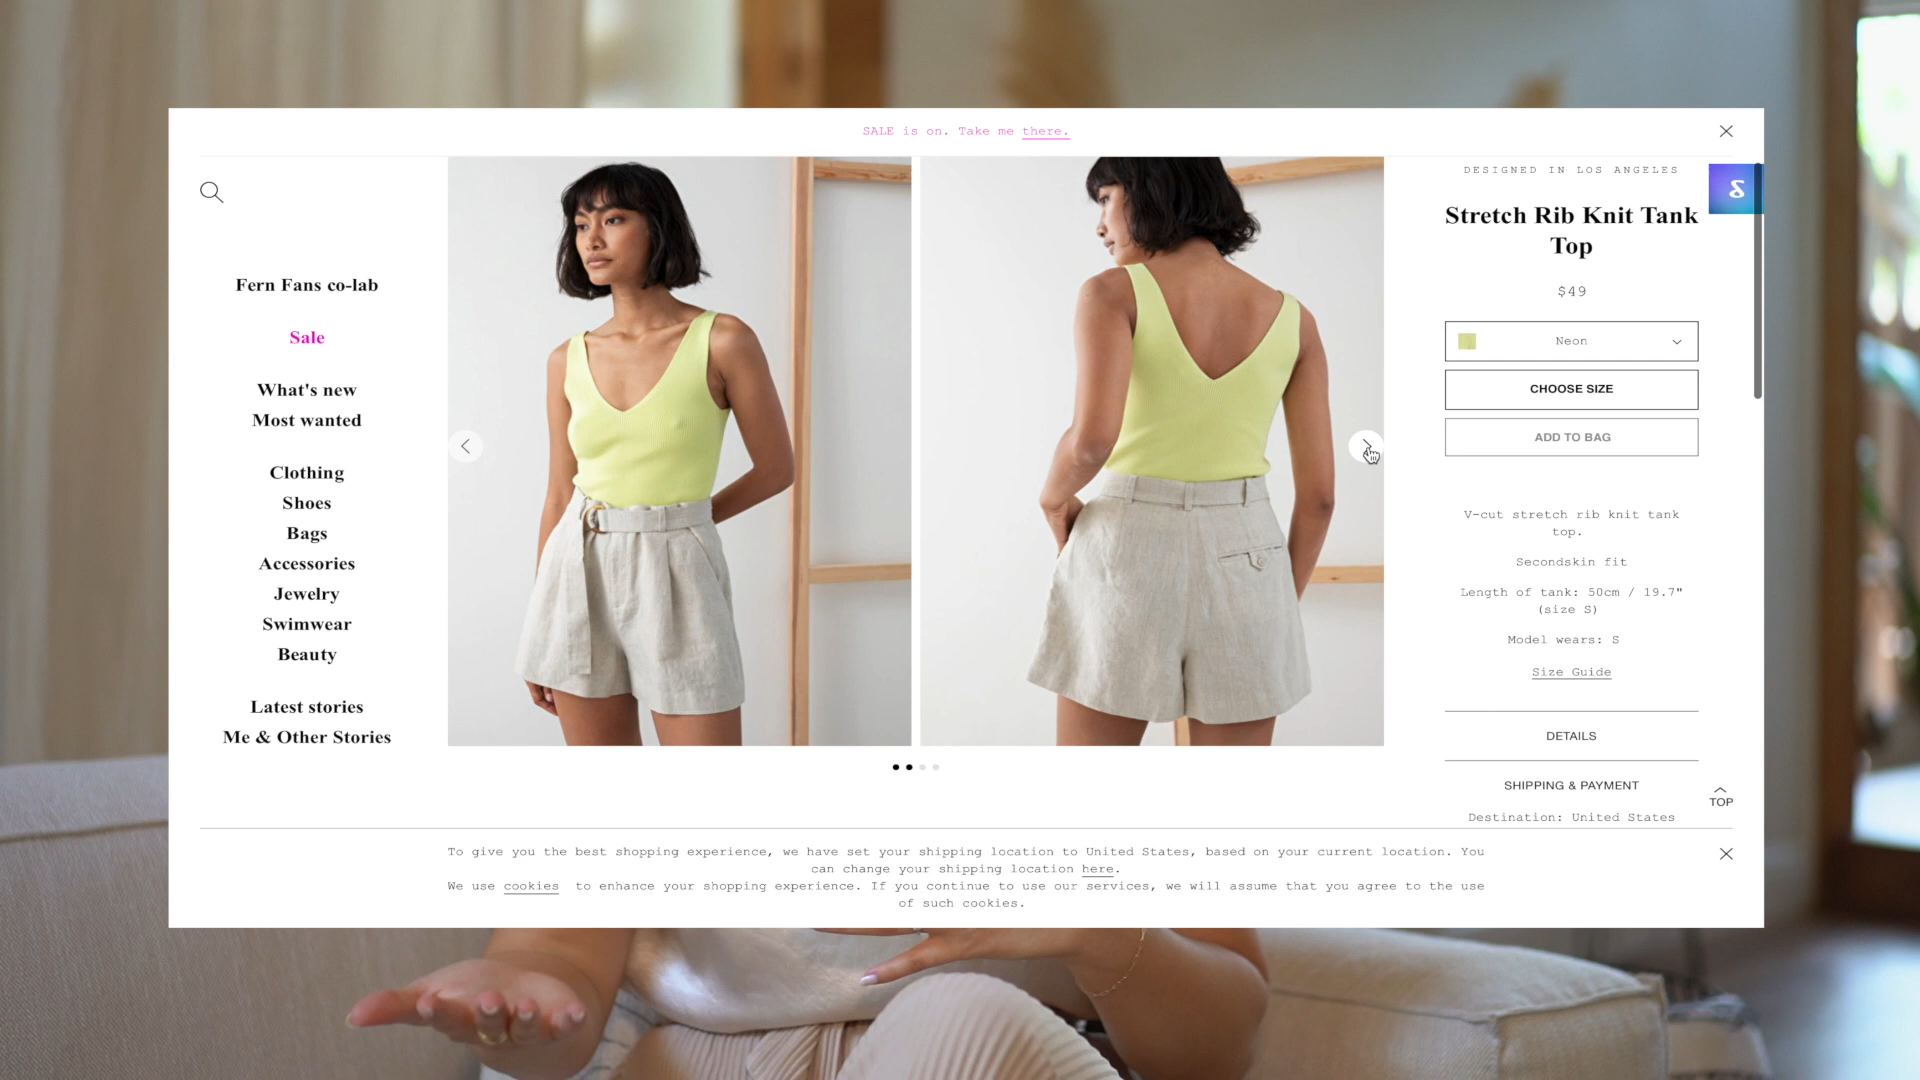 SALE is on. Take me there.
Fern Fans co-lab
Sale
What's new
Most wanted
Clothing
Shoes
Bags
Accessories
Jewelry
Swimwear
Beauty
Latest stories
Me & Other Stories
DESIGNED IN LOS ANGELES
Stretch Rib Knit Tank
Top
$49
Neon
CHOOSE SIZE
ADD TO BAG
V-cut stretch rib knit tank
top.
Secondskin fit
Length of tank: 50cm / 19.7"
(size S)
Model wears: S
Size Guide
DETAILS
SHIPPING & PAYMENT
Destination: United States
TOP
To give you the best shopping experience, we have set your shipping location to United States, based on your current location. You
can change your shipping location here.
We use cookies to enhance your shopping experience. If you continue to use our services, we will assume that you agree to the use
of such cookies.